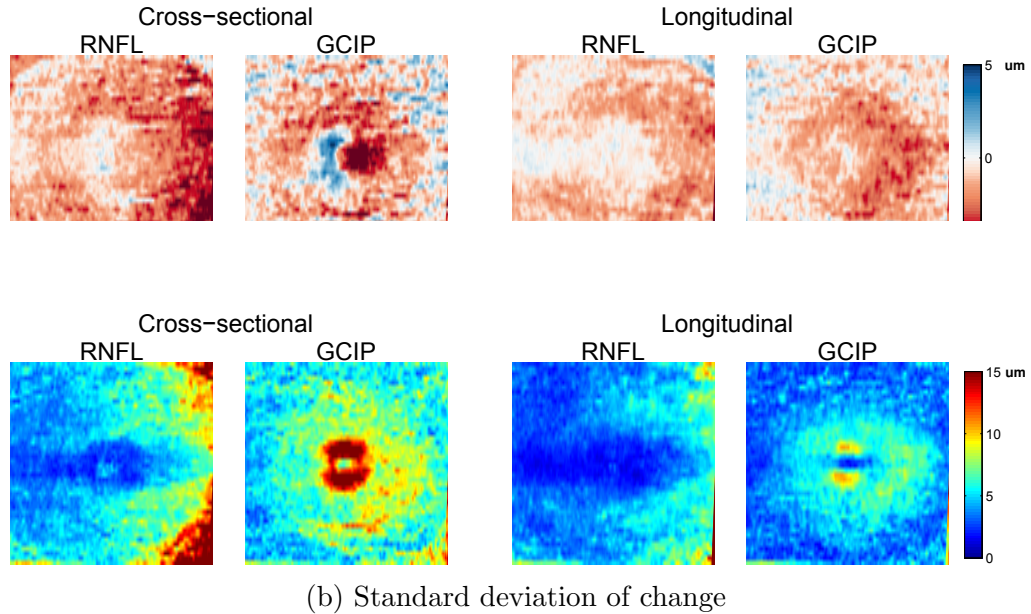 Cross−sectional Longitudinal
RNFL GCIP RNFL GCIP
5 um
0
Cross−sectional Longitudinal
RNFL GCIP RNFL GCIP
15 um
10
5
0
(b) Standard deviation of change